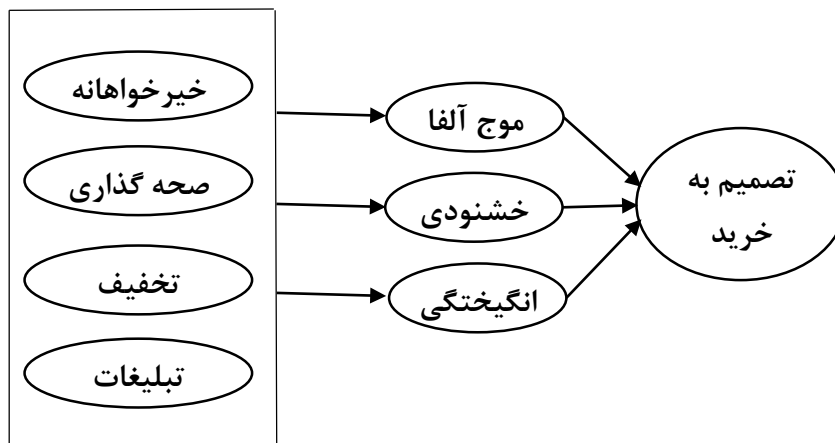 خیرخواهانه
صحه گذاری
تخفیف
تبلیغات
موج آلفا
خشنودی
انگیختگی
تصمیم به
خرید